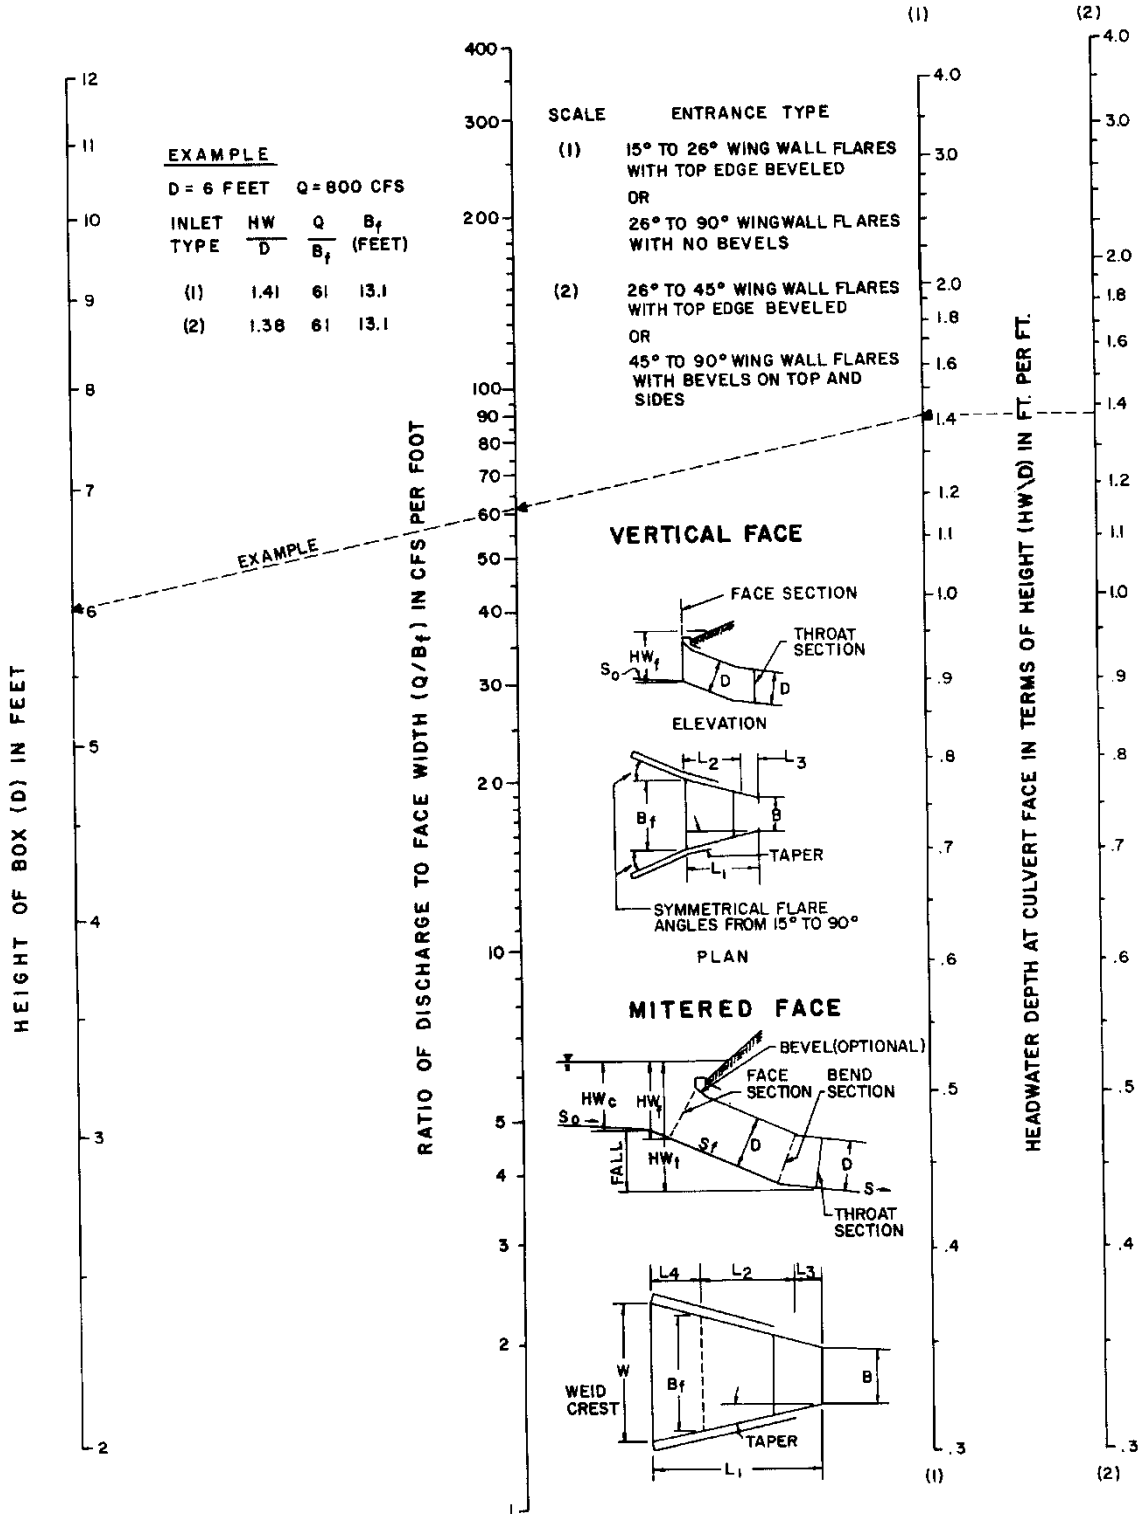 (1)
(2)
12
11
10
9
8
7
6
5
4
3
2
HEIGHT OF BOX (D) IN FEET
EXAMPLE
D = 6 FEET Q = 800 CFS
INLET TYPE HW/D Q/Bf Bf (FEET)
(1) 1.41 61 13.1
(2) 1.38 61 13.1
EXAMPLE
400
300
200
100
90
80
70
60
50
40
30
20
10
5
4
3
2
1
RATIO OF DISCHARGE TO FACE WIDTH (Q/Bf) IN CFS PER FOOT
SCALE ENTRANCE TYPE
(1) 15° TO 26° WING WALL FLARES
WITH TOP EDGE BEVELED
OR
26° TO 90° WINGWALL FLARES
WITH NO BEVELS
(2) 26° TO 45° WING WALL FLARES
WITH TOP EDGE BEVELED
OR
45° TO 90° WING WALL FLARES
WITH BEVELS ON TOP AND
SIDES
VERTICAL FACE
FACE SECTION
THROAT
SECTION
HWf
So
D
D
ELEVATION
L2
L3
Bf
B
TAPER
L1
SYMMETRICAL FLARE
ANGLES FROM 15° TO 90°
PLAN
MITERED FACE
BEVEL(OPTIONAL)
FACE
SECTION
BEND
SECTION
HWc
HWf
So
Sf
D
FALL
HWf
D
S
THROAT
SECTION
L4
L2
L3
W
Bf
B
WEID
CREST
TAPER
L1
4.0
3.0
2.0
1.8
1.6
1.4
1.2
1.1
1.0
.9
.8
.7
.6
.5
.4
.3
(1)
HEADWATER DEPTH AT CULVERT FACE IN TERMS OF HEIGHT (HW\D) IN FT. PER FT.
4.0
3.0
2.0
1.8
1.6
1.4
1.2
1.1
1.0
.9
.8
.7
.6
.5
.4
.3
(2)